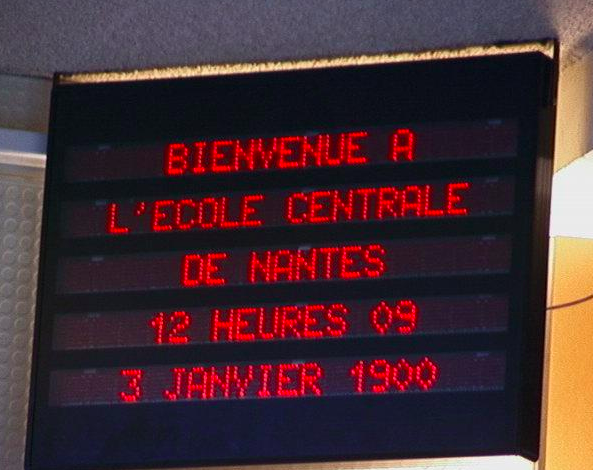 BIENVENUE A
L'ECOLE CENTRALE
DE NANTES
12 HEURES 09
3 JANVIER 1900